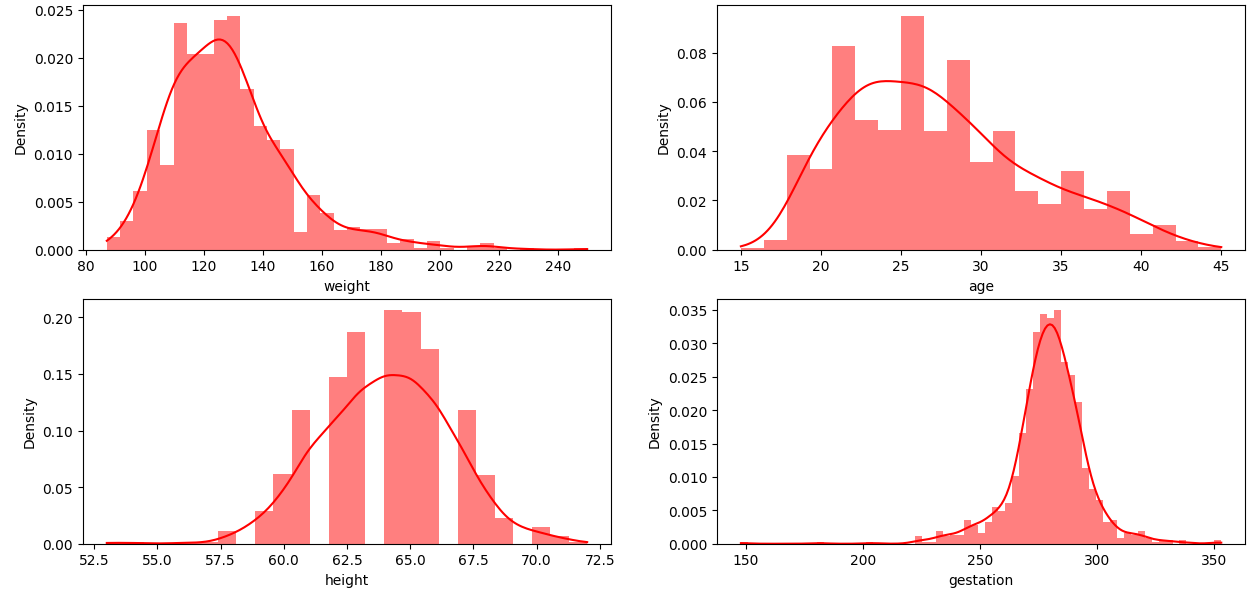 0.025
0.020
0.015
0.010
0.005
0.000
Density
80 100 120 140 160 180 200 220 240
weight
0.08
0.06
0.04
0.02
0.00
Density
15 20 25 30 35 40 45
age
0.20
0.15
0.10
0.05
0.00
Density
52.5 55.0 57.5 60.0 62.5 65.0 67.5 70.0 72.5
height
0.035
0.030
0.025
0.020
0.015
0.010
0.005
0.000
Density
150 200 250 300 350
gestation